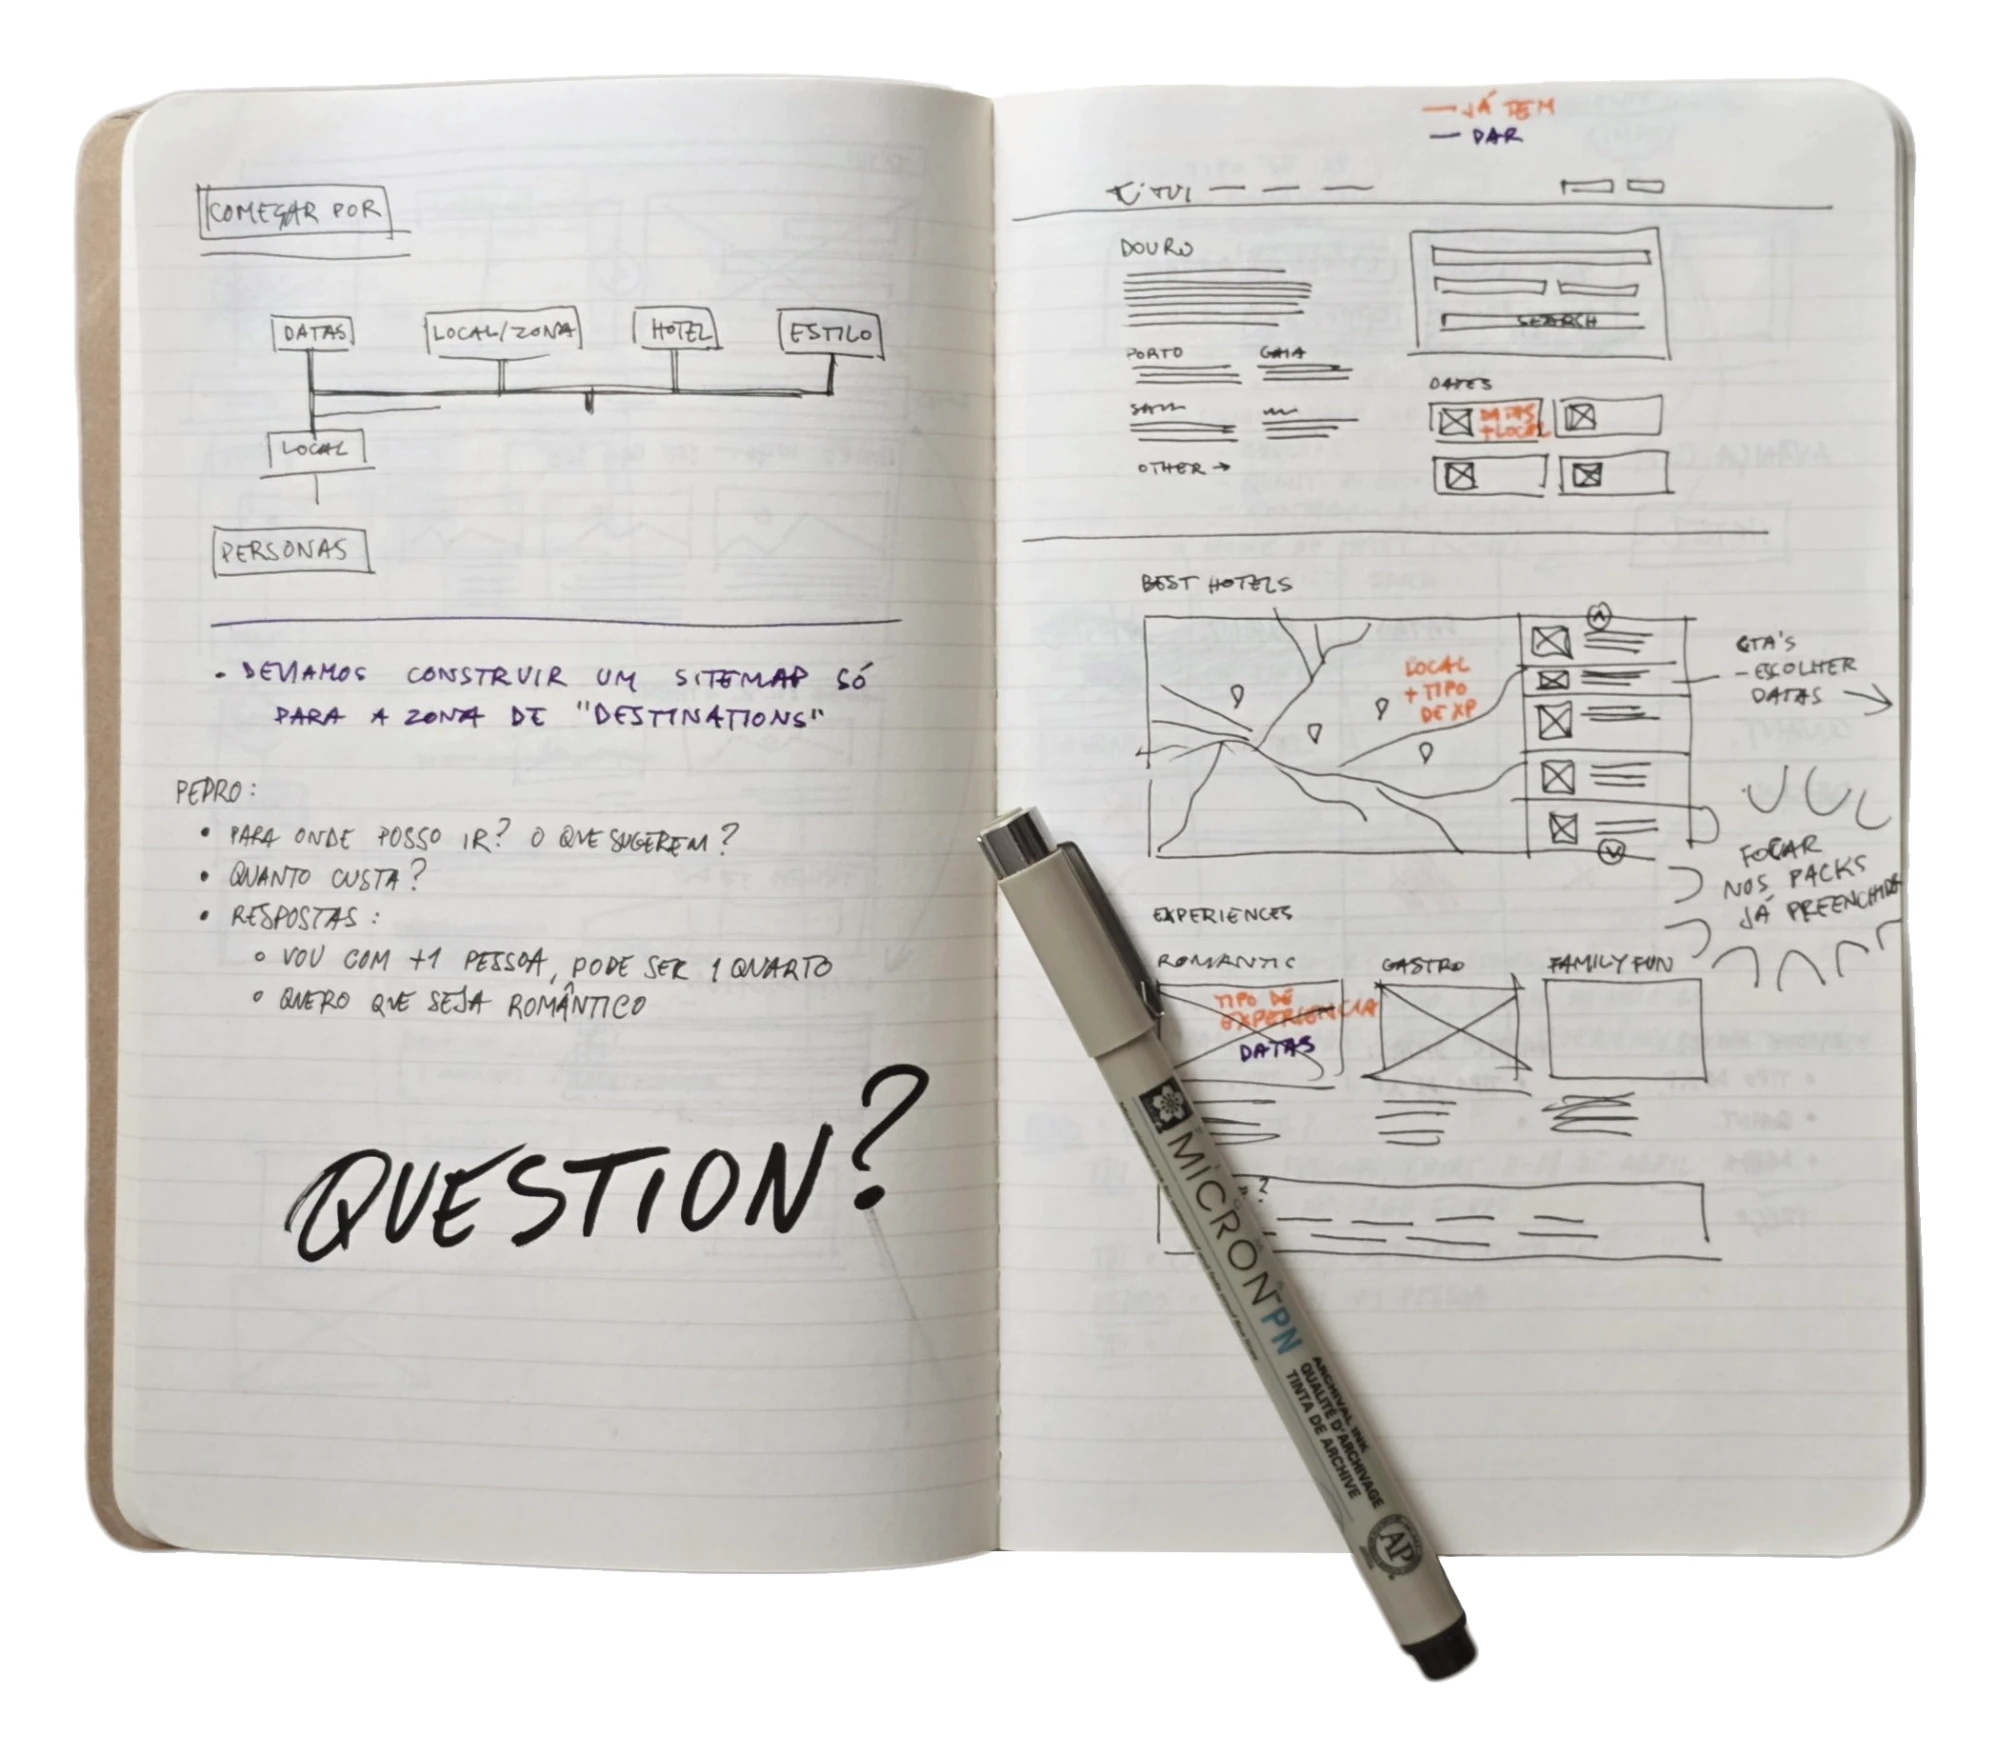 COMEÇAR POR
DATAS
LOCAL/ZONA
HOTEL
ESTILO
LOCAL
PERSONAS
• DEVIAMOS CONSTRUIR UM SITEMAP SÓ
PARA A ZONA DE "DESTINATIONS"
PEDRO:
• PARA ONDE POSSO IR? O QUE SUGEREM?
• QUANTO CUSTA?
• RESPOSTAS:
○ VOU COM +1 PESSOA, PODE SER 1 QUARTO
○ QUERO QUE SEJA ROMÂNTICO
QUESTION?
— JÁ TEM
— DAR
DOURO
SEARCH
PORTO GAIA
DATES
DATAS
+ LOCAL
OTHER →
BEST HOTELS
LOCAL
+ TIPO
DE XP
CTA'S
- ESCOLHER
DATAS →
FOCAR
NOS PACKS
JÁ PREENCHIDOS
EXPERIENCES
ROMANTIC GASTRO FAMILY FUN
TIPO DE
EXPERIENCIA
DATAS
?
MICRON PN
ARCHIVAL INK
QUALITÉ D'ARCHIVAGE
TINTA DE ARCHIVE
AP